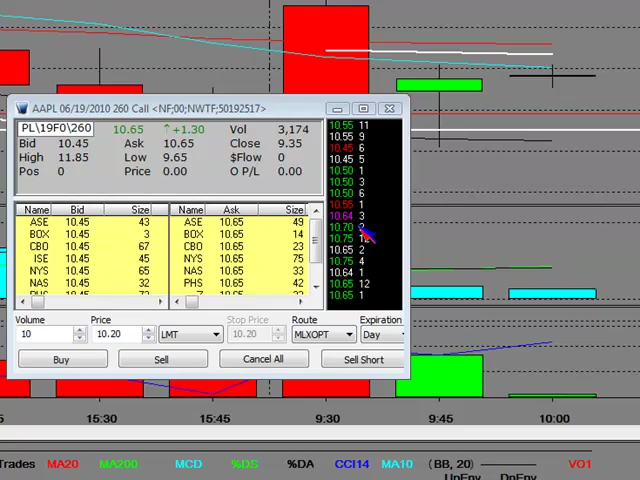 AAPL 06/19/2010 260 Call <NF;00;NWTF;50192517>
PL\19F0\260 10.65 ↑+1.30 Vol 3,174
Bid 10.45 Ask 10.65 Close 9.35
High 11.85 Low 9.65 $Flow 0
Pos 0 Price 0.00 O P/L 0.00
Name Bid Size Name Ask Size
ASE 10.45 43 ASE 10.65 49
BOX 10.45 3 BOX 10.65 14
CBO 10.45 67 CBO 10.65 23
ISE 10.45 45 NYS 10.65 75
NYS 10.45 65 NAS 10.65 33
NAS 10.45 32 PHS 10.65 42
10.55 11
10.55 9
10.45 6
10.45 5
10.50 1
10.50 3
10.50 6
10.55 1
10.64 3
10.70
10.75 12
10.65 2
10.75 4
10.64 1
10.65 12
10.65 1
Volume Price Stop Price Route Expiration
10 10.20 LMT 10.20 MLXOPT Day
Buy Sell Cancel All Sell Short
15:30 15:45 9:30 9:45 10:00
Trades MA20 MA200 MCD %DS %DA CCI14 MA10 (BB, 20) VO1
UpEnv DnEnv